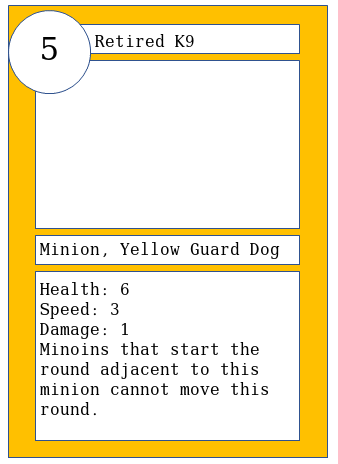 5
Retired K9
Minion, Yellow Guard Dog
Health: 6
Speed: 3
Damage: 1
Minoins that start the
round adjacent to this
minion cannot move this
round.